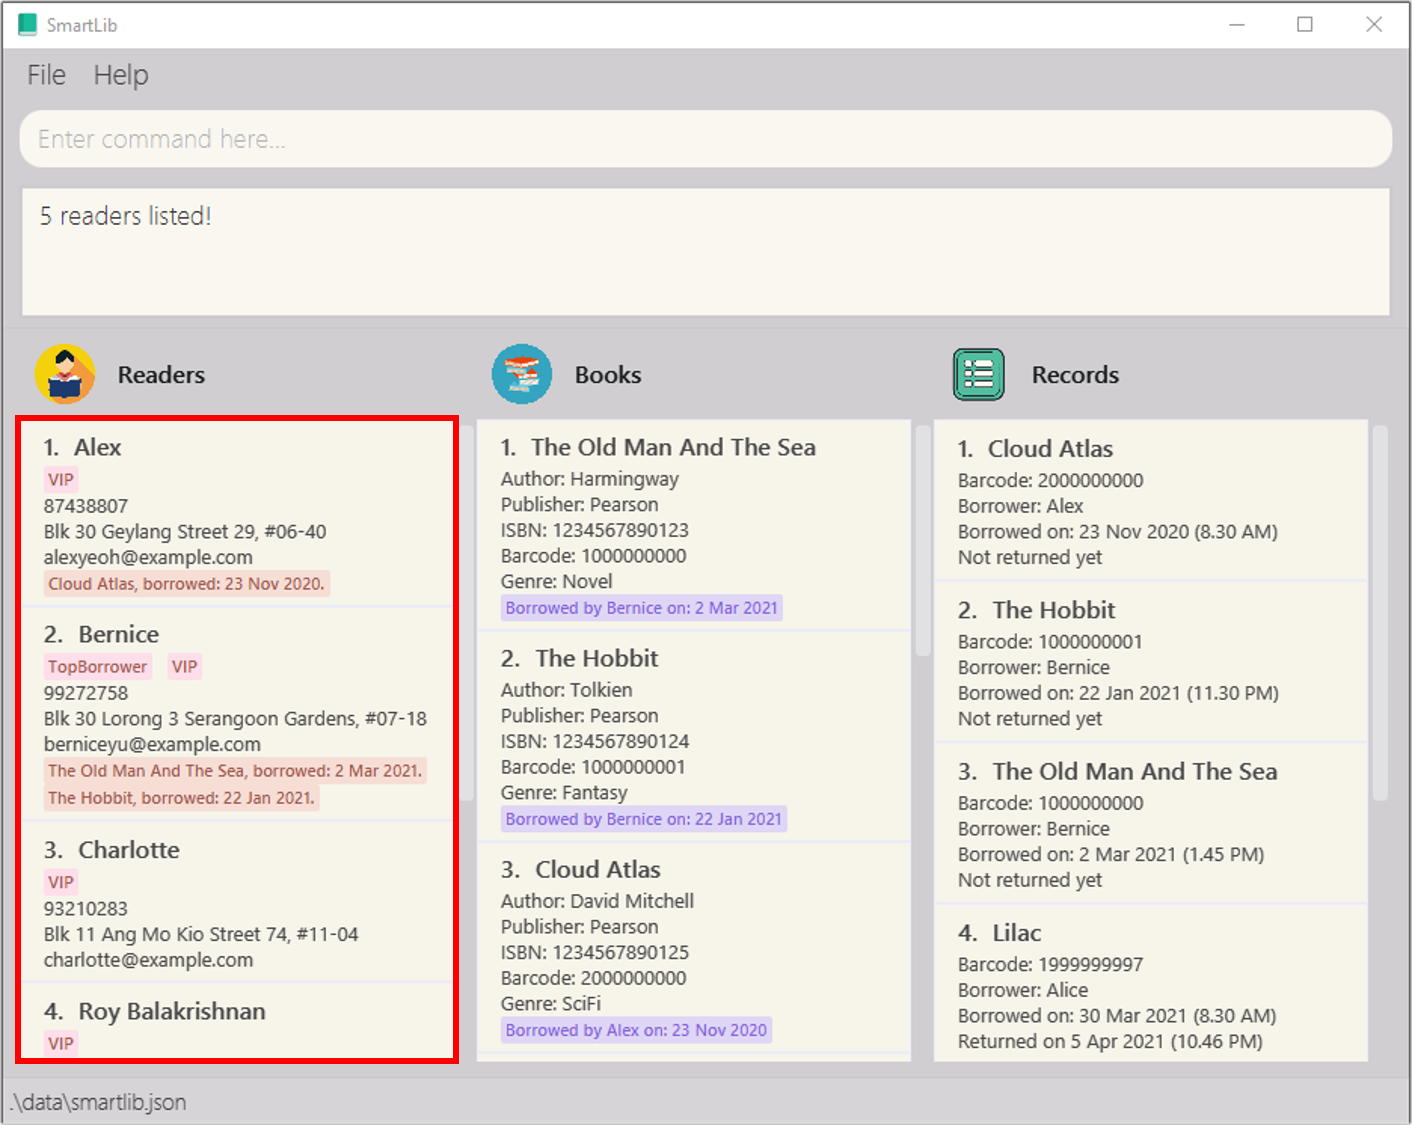 SmartLib
File Help
Enter command here...
5 readers listed!
Readers
1. Alex
VIP
87438807
Blk 30 Geylang Street 29, #06-40
alexyeoh@example.com
Cloud Atlas, borrowed: 23 Nov 2020.
2. Bernice
TopBorrower VIP
99272758
Blk 30 Lorong 3 Serangoon Gardens, #07-18
berniceyu@example.com
The Old Man And The Sea, borrowed: 2 Mar 2021.
The Hobbit, borrowed: 22 Jan 2021.
3. Charlotte
VIP
93210283
Blk 11 Ang Mo Kio Street 74, #11-04
charlotte@example.com
4. Roy Balakrishnan
VIP
Books
1. The Old Man And The Sea
Author: Harmingway
Publisher: Pearson
ISBN: 1234567890123
Barcode: 1000000000
Genre: Novel
Borrowed by Bernice on: 2 Mar 2021
2. The Hobbit
Author: Tolkien
Publisher: Pearson
ISBN: 1234567890124
Barcode: 1000000001
Genre: Fantasy
Borrowed by Bernice on: 22 Jan 2021
3. Cloud Atlas
Author: David Mitchell
Publisher: Pearson
ISBN: 1234567890125
Barcode: 2000000000
Genre: SciFi
Borrowed by Alex on: 23 Nov 2020
Records
1. Cloud Atlas
Barcode: 2000000000
Borrower: Alex
Borrowed on: 23 Nov 2020 (8.30 AM)
Not returned yet
2. The Hobbit
Barcode: 1000000001
Borrower: Bernice
Borrowed on: 22 Jan 2021 (11.30 PM)
Not returned yet
3. The Old Man And The Sea
Barcode: 1000000000
Borrower: Bernice
Borrowed on: 2 Mar 2021 (1.45 PM)
Not returned yet
4. Lilac
Barcode: 1999999997
Borrower: Alice
Borrowed on: 30 Mar 2021 (8.30 AM)
Returned on 5 Apr 2021 (10.46 PM)
.\data\smartlib.json